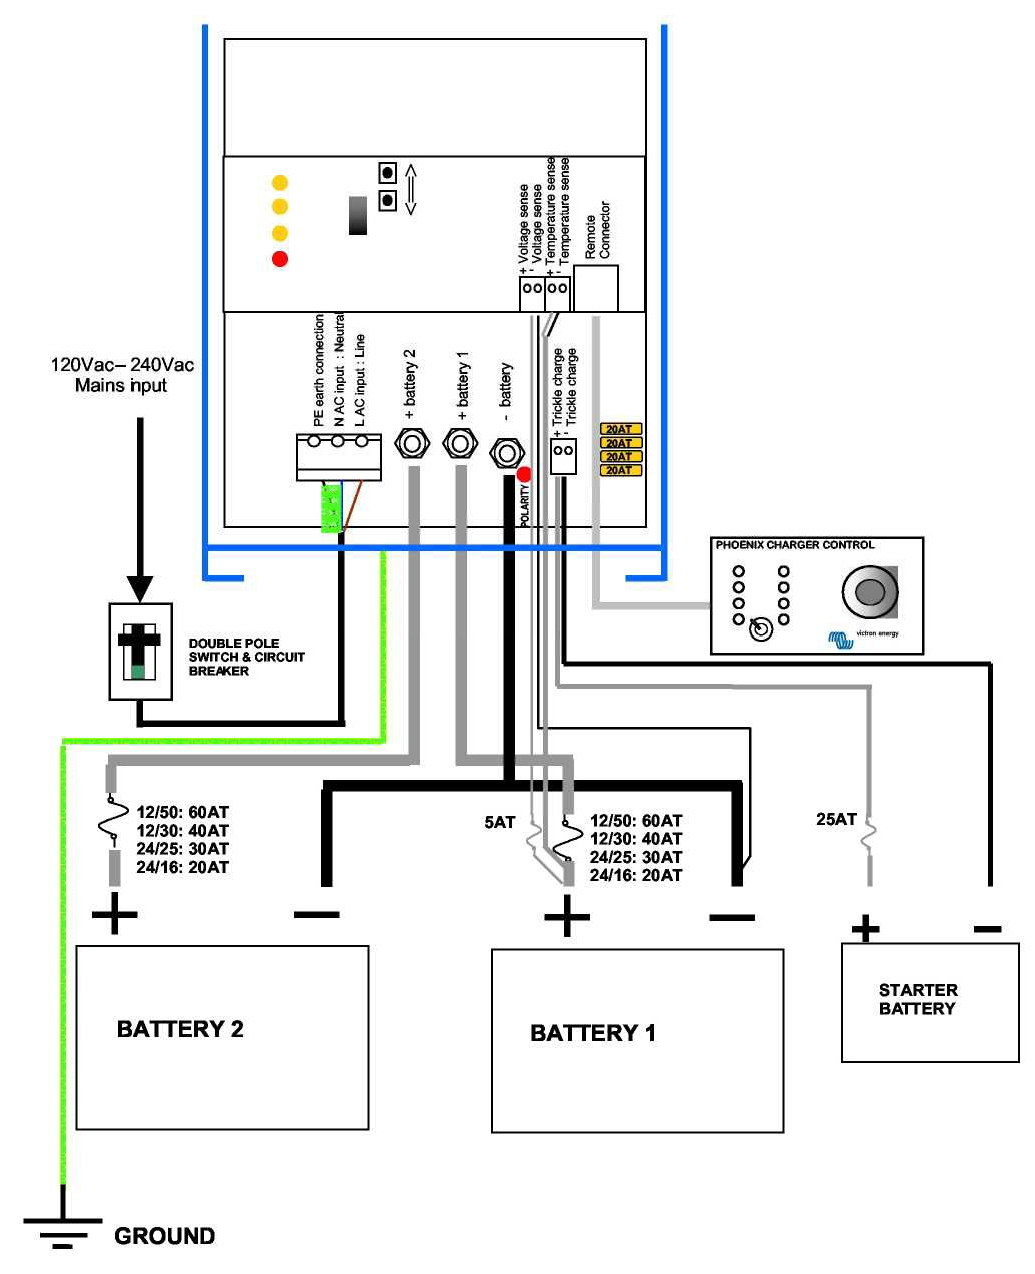 + Voltage sense
- Voltage sense
+ Temperature sense
- Temperature sense
Remote
Connector
PE earth connection
N AC input : Neutral
L AC input : Line
+ battery 2
+ battery 1
- battery
+ Trickle charge
- Trickle charge
20AT
20AT
20AT
20AT
POLARITY
120Vac– 240Vac
Mains input
PHOENIX CHARGER CONTROL
victron energy
DOUBLE POLE
SWITCH & CIRCUIT
BREAKER
12/50: 60AT
12/30: 40AT
24/25: 30AT
24/16: 20AT
5AT
12/50: 60AT
12/30: 40AT
24/25: 30AT
24/16: 20AT
25AT
+ −
+ −
+ −
BATTERY 2
BATTERY 1
STARTER
BATTERY
GROUND